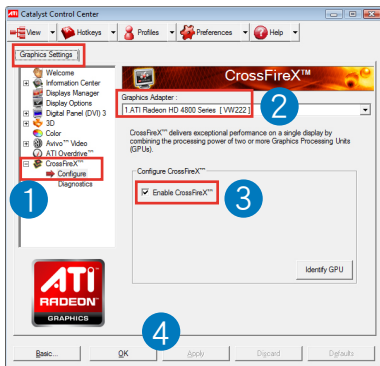 ATI Catalyst Control Center
View Hotkeys Profiles Preferences Help
Graphics Settings
Welcome
Information Center
Displays Manager
Display Options
Digital Panel (DVI) 3
3D
Color
Avivo™ Video
ATI Overdrive™
CrossFireX™
Configure
Diagnostics
1
CrossFireX™
Graphics Adapter :
1.ATI Radeon HD 4800 Series [ VW222 ]
2
CrossFireX™ delivers exceptional performance on a single display by
combining the processing power of two or more Graphics Processing Units
(GPUs).
Configure CrossFireX™
Enable CrossFireX™
3
Identify GPU
ATI
RADEON
GRAPHICS
4
Basic... OK Apply Discard Defaults